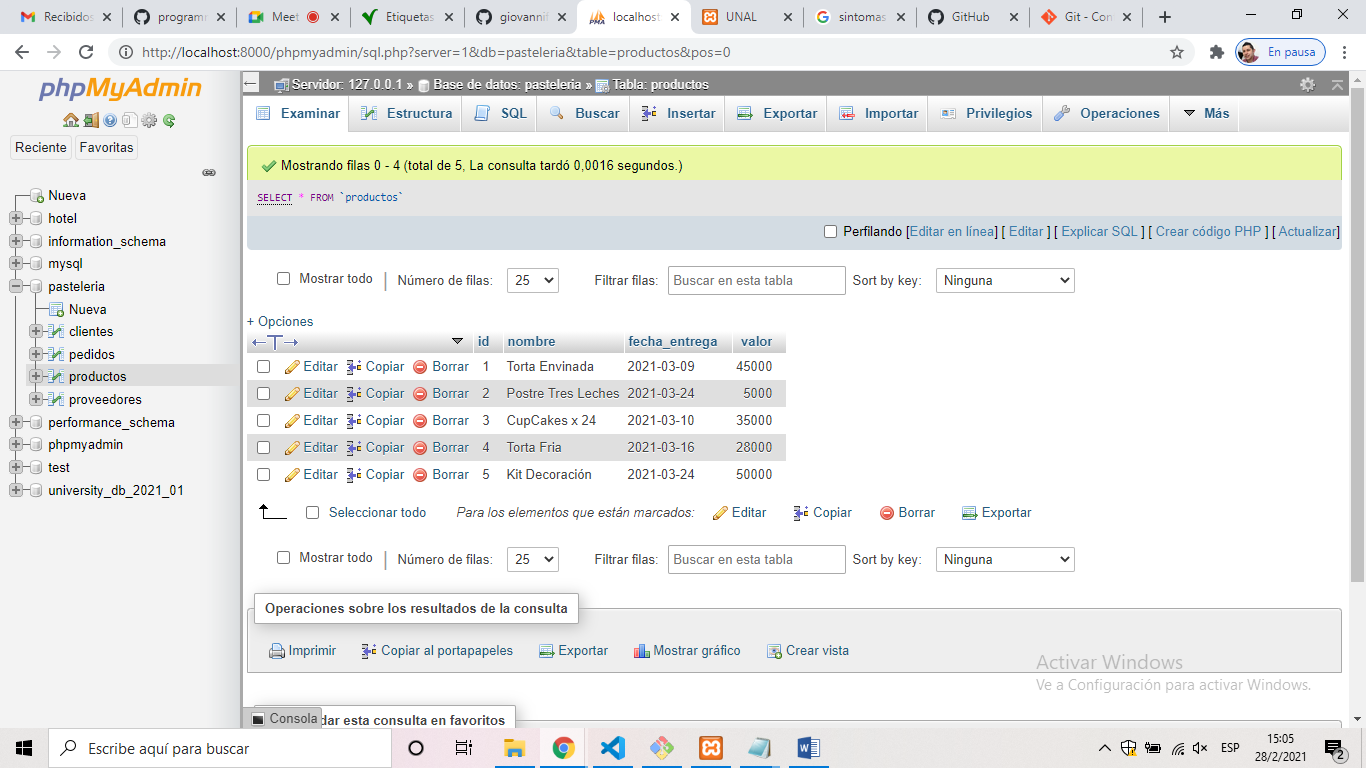 Recibidos
programr
Meet
Etiquetas
giovannif
localhost
UNAL
sintomas
GitHub
Git - Con
http://localhost:8000/phpmyadmin/sql.php?server=1&db=pasteleria&table=productos&pos=0
En pausa
phpMyAdmin
Reciente Favoritas
Nueva
hotel
information_schema
mysql
pasteleria
Nueva
clientes
pedidos
productos
proveedores
performance_schema
phpmyadmin
test
university_db_2021_01
Servidor: 127.0.0.1 » Base de datos: pasteleria » Tabla: productos
Examinar Estructura SQL Buscar Insertar Exportar Importar Privilegios Operaciones Más
Mostrando filas 0 - 4 (total de 5, La consulta tardó 0,0016 segundos.)
SELECT * FROM `productos`
Perfilando [Editar en línea] [ Editar ] [ Explicar SQL ] [ Crear código PHP ] [ Actualizar]
Mostrar todo | Número de filas: 25 Filtrar filas: Buscar en esta tabla Sort by key: Ninguna
+ Opciones
←T→ id nombre fecha_entrega valor
Editar Copiar Borrar 1 Torta Envinada 2021-03-09 45000
Editar Copiar Borrar 2 Postre Tres Leches 2021-03-24 5000
Editar Copiar Borrar 3 CupCakes x 24 2021-03-10 35000
Editar Copiar Borrar 4 Torta Fria 2021-03-16 28000
Editar Copiar Borrar 5 Kit Decoración 2021-03-24 50000
Seleccionar todo Para los elementos que están marcados: Editar Copiar Borrar Exportar
Mostrar todo | Número de filas: 25 Filtrar filas: Buscar en esta tabla Sort by key: Ninguna
Operaciones sobre los resultados de la consulta
Imprimir Copiar al portapapeles Exportar Mostrar gráfico Crear vista
Activar Windows
Ve a Configuración para activar Windows.
Consola
dar esta consulta en favoritos
Escribe aquí para buscar
ESP
15:05
28/2/2021
2